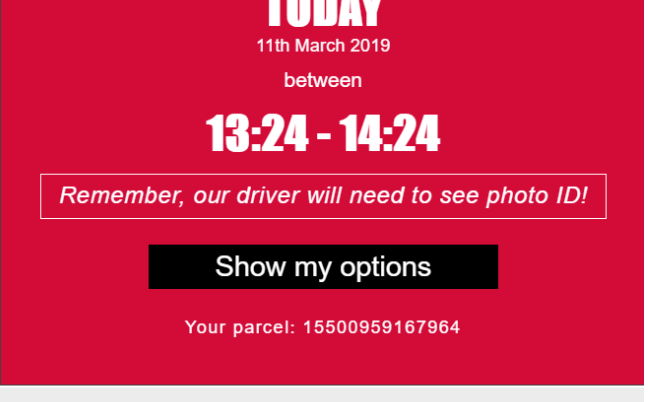 TODAY
11th March 2019
between
13:24 - 14:24
Remember, our driver will need to see photo ID!
Show my options
Your parcel: 15500959167964